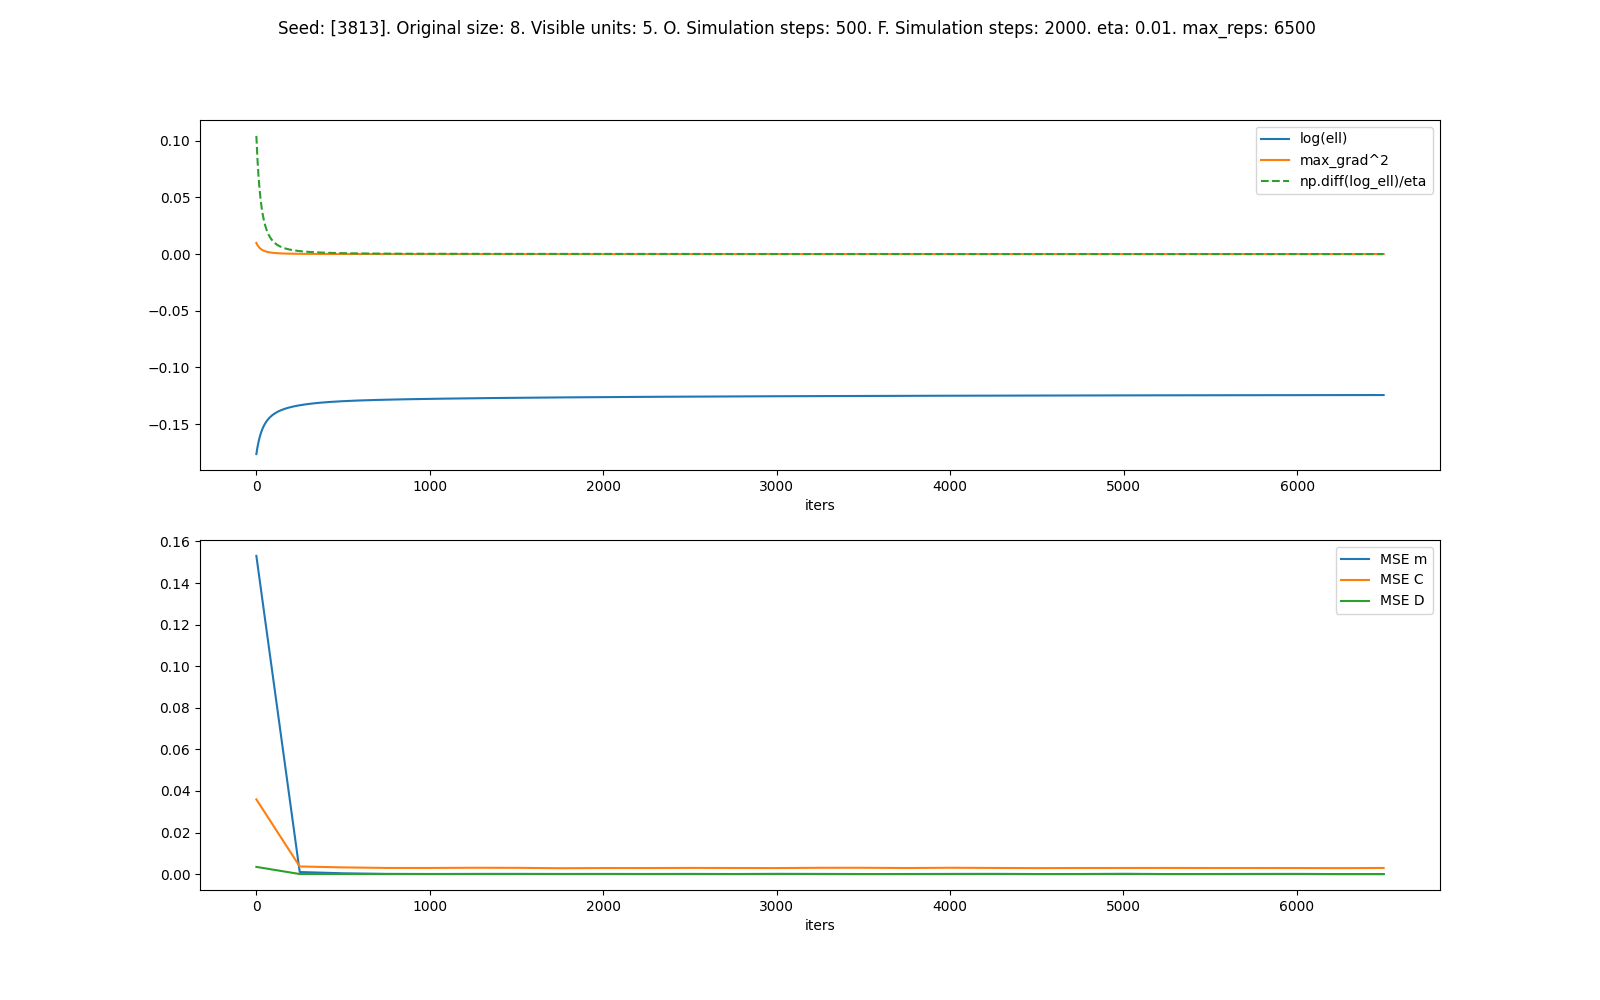 Seed: [3813]. Original size: 8. Visible units: 5. O. Simulation steps: 500. F. Simulation steps: 2000. eta: 0.01. max_reps: 6500
log(ell)
max_grad^2
np.diff(log_ell)/eta
0.10
0.05
0.00
−0.05
−0.10
−0.15
0 1000 2000 3000 4000 5000 6000
iters
MSE m
MSE C
MSE D
0.16
0.14
0.12
0.10
0.08
0.06
0.04
0.02
0.00
0 1000 2000 3000 4000 5000 6000
iters